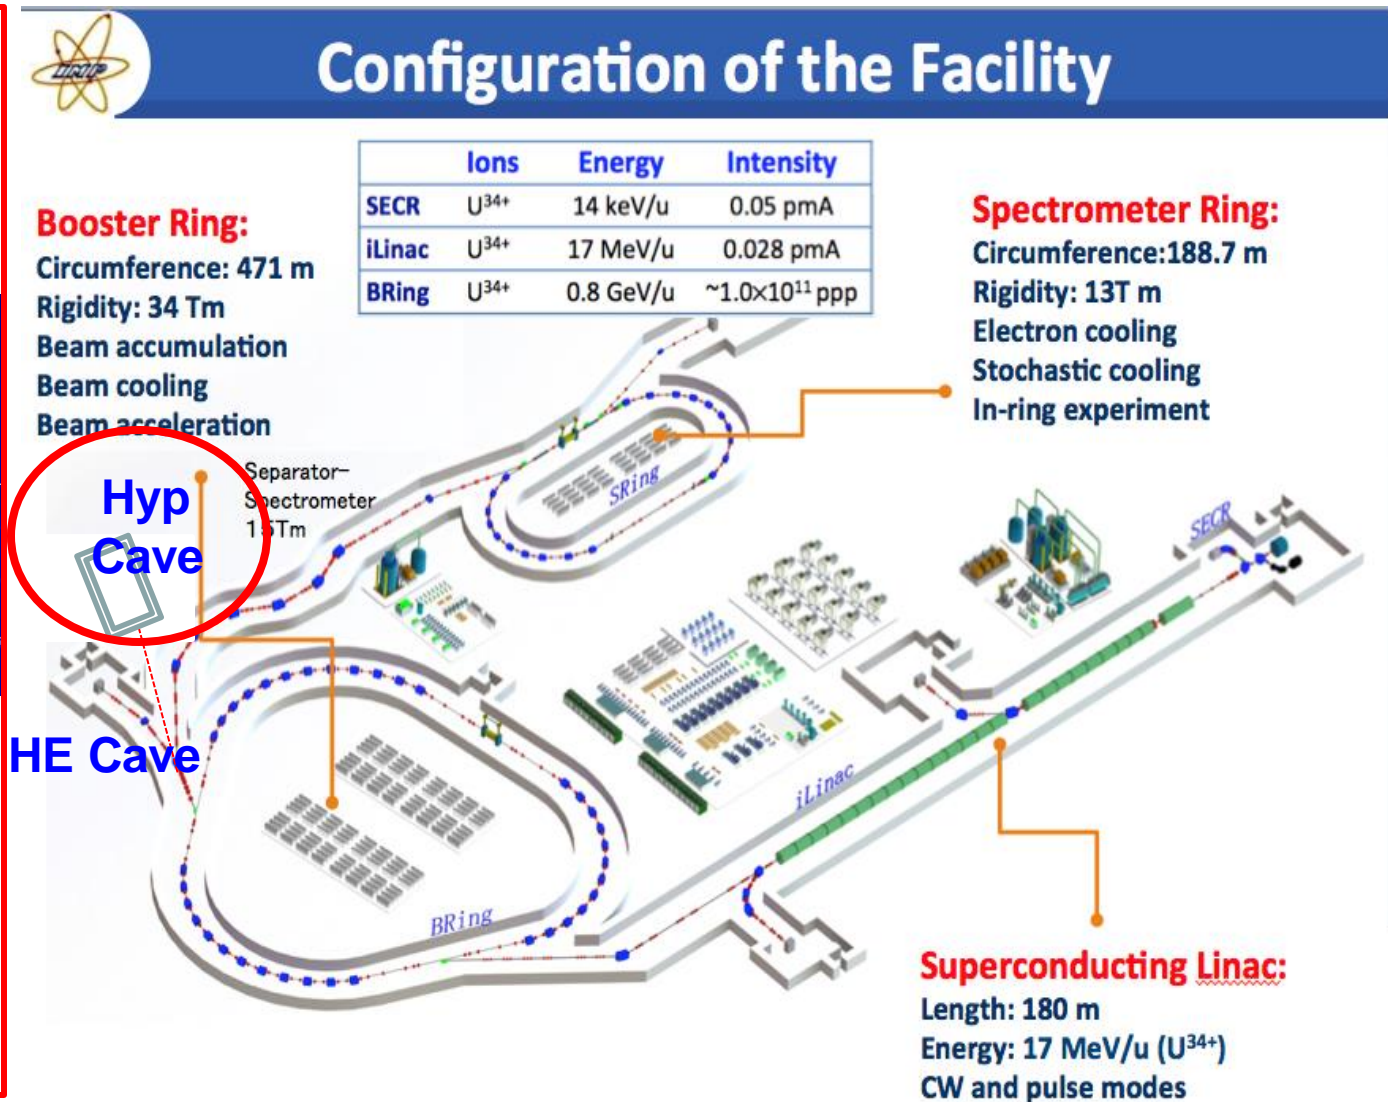 IMP
Configuration of the Facility
Ions Energy Intensity
SECR U³⁴⁺ 14 keV/u 0.05 pmA
iLinac U³⁴⁺ 17 MeV/u 0.028 pmA
BRing U³⁴⁺ 0.8 GeV/u ~1.0×10¹¹ ppp
Booster Ring:
Circumference: 471 m
Rigidity: 34 Tm
Beam accumulation
Beam cooling
Beam acceleration
Spectrometer Ring:
Circumference:188.7 m
Rigidity: 13T m
Electron cooling
Stochastic cooling
In-ring experiment
Separator-
Spectrometer
15Tm
Hyp
Cave
HE Cave
SRing
SECR
iLinac
BRing
Superconducting Linac:
Length: 180 m
Energy: 17 MeV/u (U³⁴⁺)
CW and pulse modes